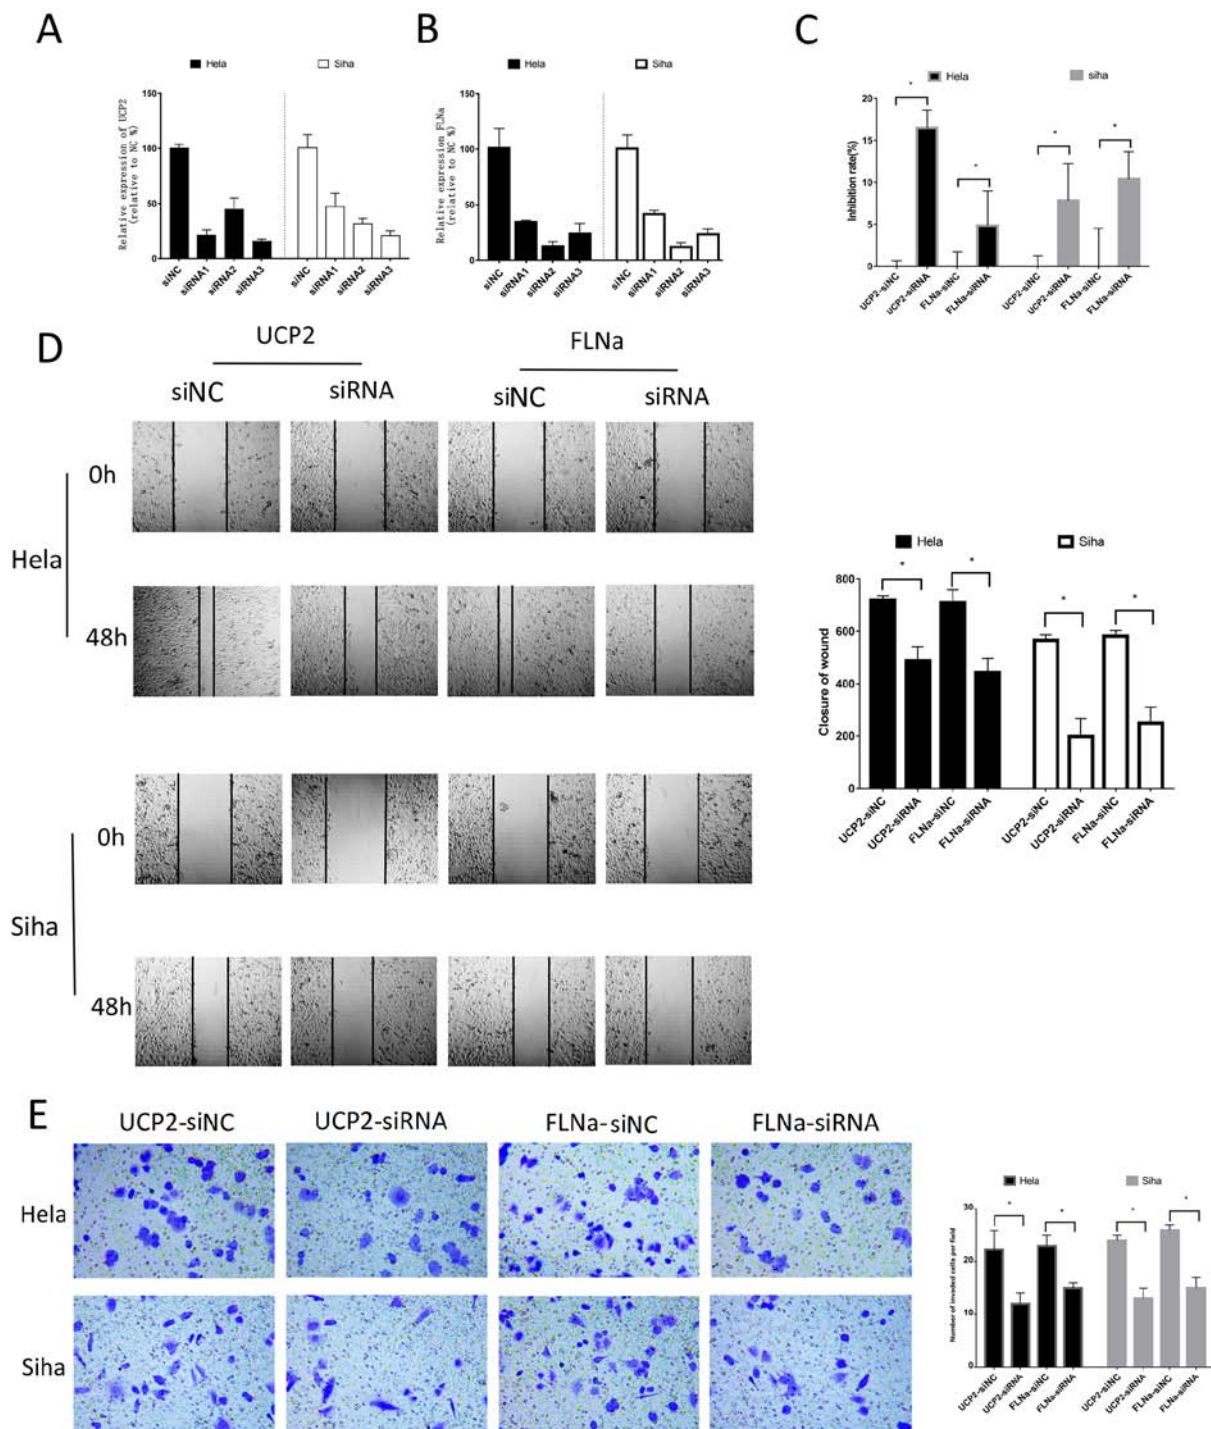 A
B
C
Hela
Siha
Relative expression of UCP2
(relative to NC %)
150
100
50
0
siNC
siRNA1
siRNA2
siRNA3
siNC
siRNA1
siRNA2
siRNA3
Hela
Siha
Relative expression FLNa
(relative to NC %)
150
100
50
0
siNC
siRNA1
siRNA2
siRNA3
siNC
siRNA1
siRNA2
siRNA3
Hela
siha
Inhibition rate(%)
20
15
10
5
0
*
*
*
*
UCP2-siNC
UCP2-siRNA
FLNa-siNC
FLNa-siRNA
UCP2-siNC
UCP2-siRNA
FLNa-siNC
FLNa-siRNA
D
UCP2
FLNa
siNC
siRNA
siNC
siRNA
Hela
0h
48h
Siha
0h
48h
Hela
Siha
Closure of wound
800
600
400
200
0
*
*
*
*
UCP2-siNC
UCP2-siRNA
FLNa-siNC
FLNa-siRNA
UCP2-siNC
UCP2-siRNA
FLNa-siNC
FLNa-siRNA
E
UCP2-siNC
UCP2-siRNA
FLNa-siNC
FLNa-siRNA
Hela
Siha
Hela
Siha
Number of invaded cells per field
30
20
10
0
*
*
*
*
UCP2-siNC
UCP2-siRNA
FLNa-siNC
FLNa-siRNA
UCP2-siNC
UCP2-siRNA
FLNa-siNC
FLNa-siRNA